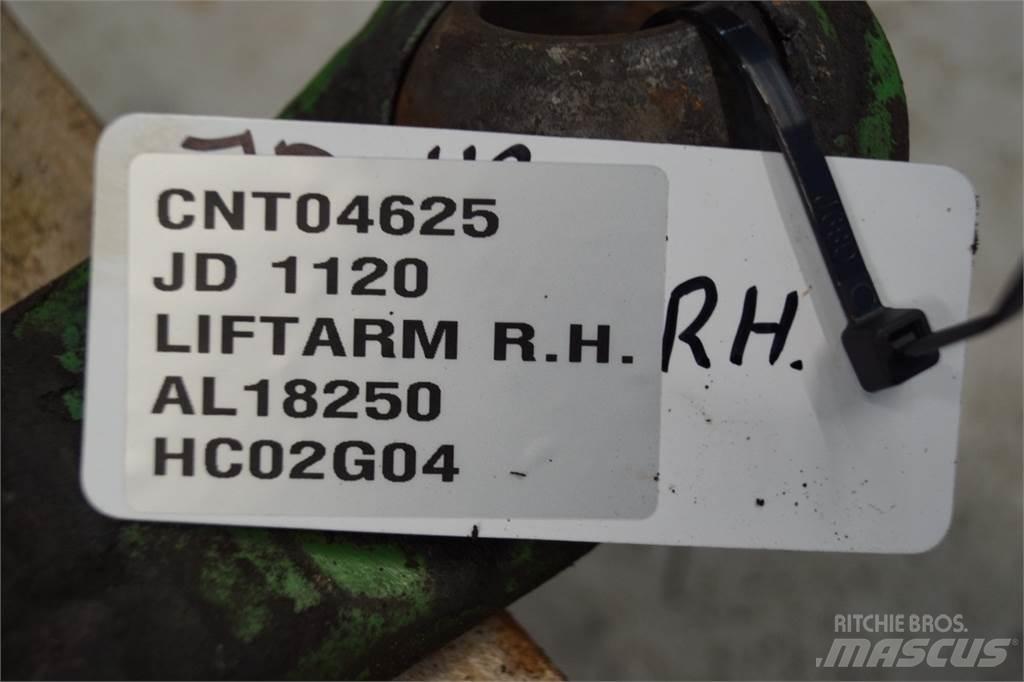 CNT04625
JD 1120
LIFTARM R.H.
AL18250
HC02G04
RH.
RITCHIE BROS.
MASCUS